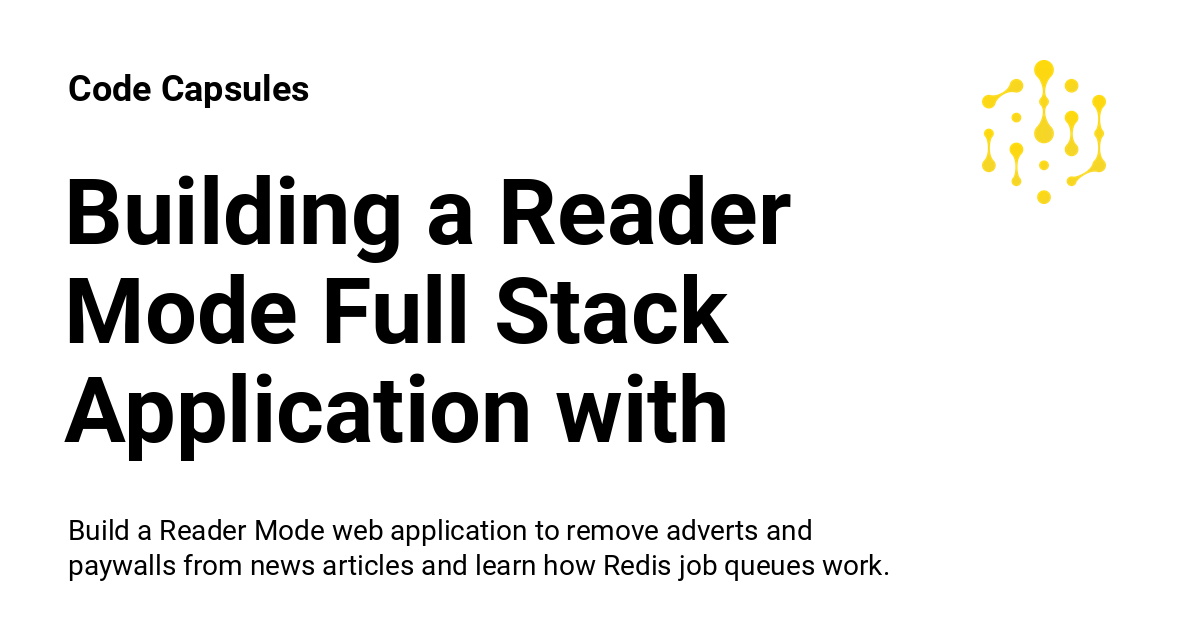 Code Capsules
Building a Reader
Mode Full Stack
Application with
Build a Reader Mode web application to remove adverts and
paywalls from news articles and learn how Redis job queues work.